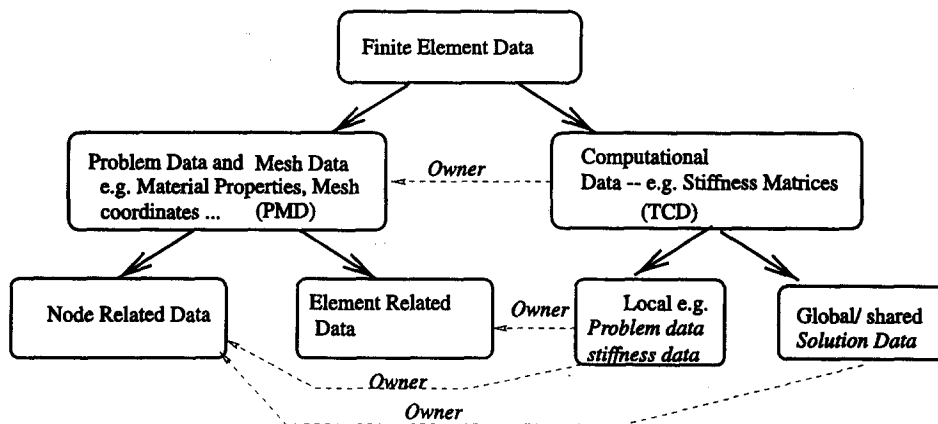 Finite Element Data
Problem Data and Mesh Data
e.g. Material Properties, Mesh
coordinates ... (PMD)
Owner
Computational
Data -- e.g. Stiffness Matrices
(TCD)
Node Related Data
Element Related
Data
Owner
Local e.g.
Problem data
stiffness data
Global/ shared
Solution Data
Owner
Owner